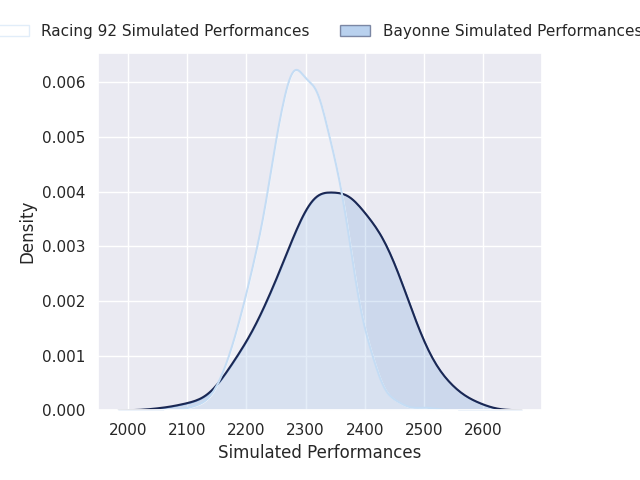 Racing 92 Simulated Performances
Bayonne Simulated Performances
0.006
0.005
0.004
0.003
0.002
0.001
0.000
Density
2000 2100 2200 2300 2400 2500 2600
Simulated Performances